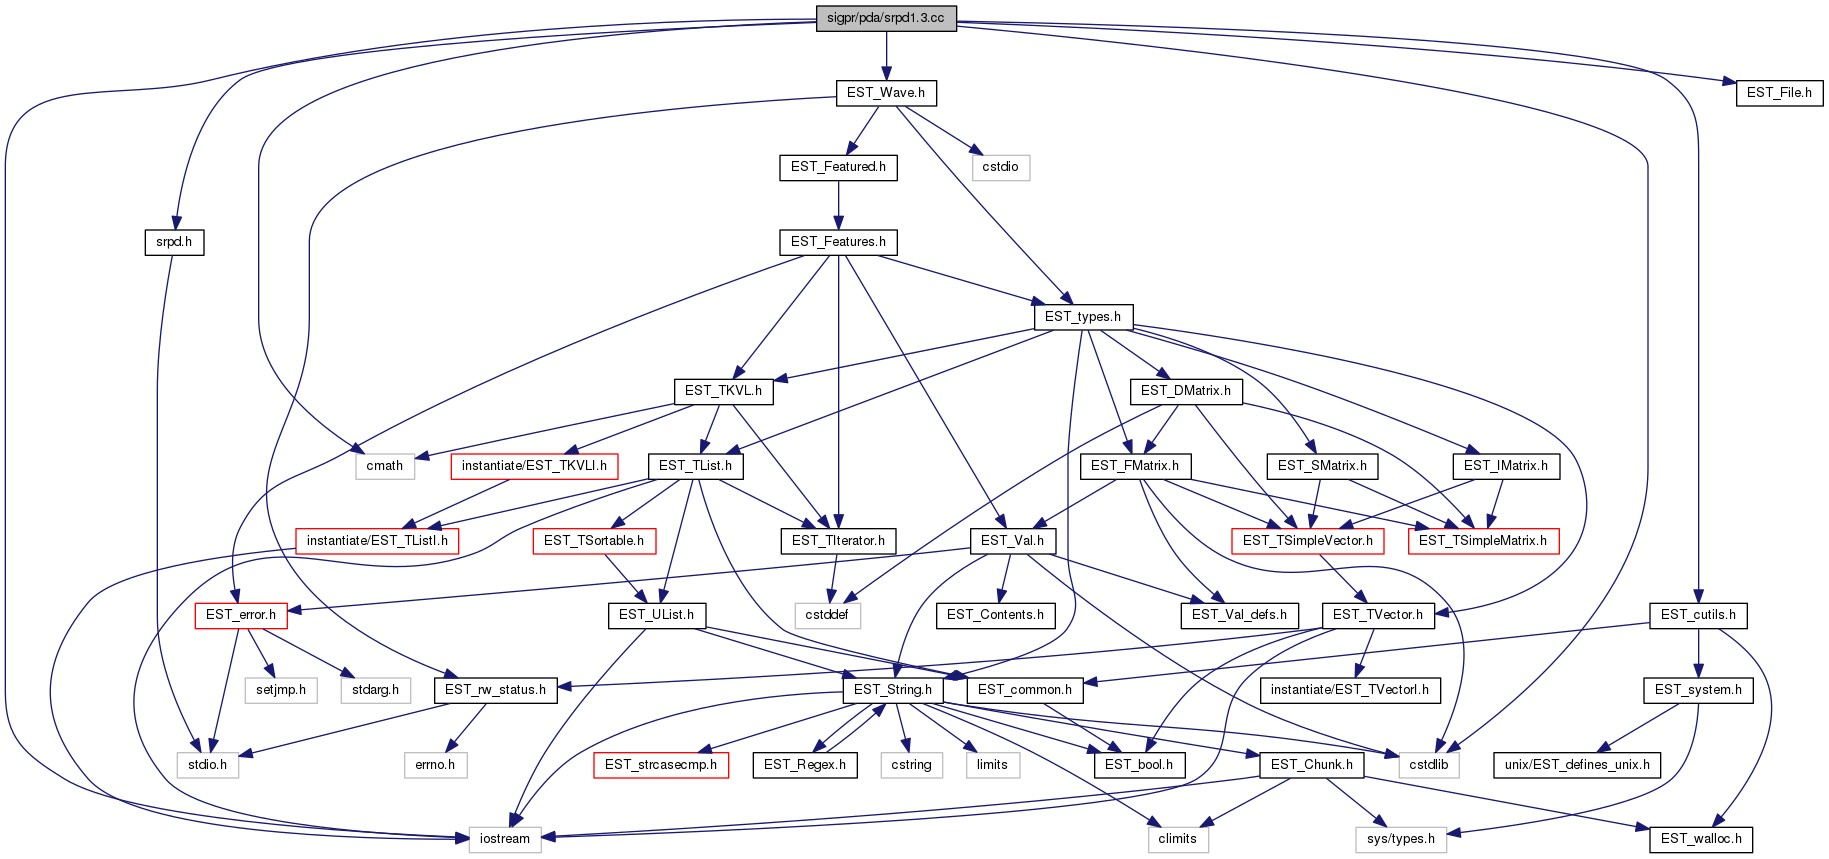 sigpr/pda/srpd1.3.cc
EST_Wave.h
EST_File.h
EST_Featured.h
cstdio
srpd.h
EST_Features.h
EST_types.h
EST_TKVL.h
EST_DMatrix.h
cmath
instantiate/EST_TKVLI.h
EST_TList.h
EST_FMatrix.h
EST_SMatrix.h
EST_IMatrix.h
instantiate/EST_TListI.h
EST_TSortable.h
EST_TIterator.h
EST_Val.h
EST_TSimpleVector.h
EST_TSimpleMatrix.h
EST_error.h
EST_UList.h
cstddef
EST_Contents.h
EST_Val_defs.h
EST_TVector.h
EST_cutils.h
setjmp.h
stdarg.h
EST_rw_status.h
EST_String.h
EST_common.h
instantiate/EST_TVectorI.h
EST_system.h
stdio.h
errno.h
EST_strcasecmp.h
EST_Regex.h
cstring
limits
EST_bool.h
EST_Chunk.h
cstdlib
unix/EST_defines_unix.h
iostream
climits
sys/types.h
EST_walloc.h